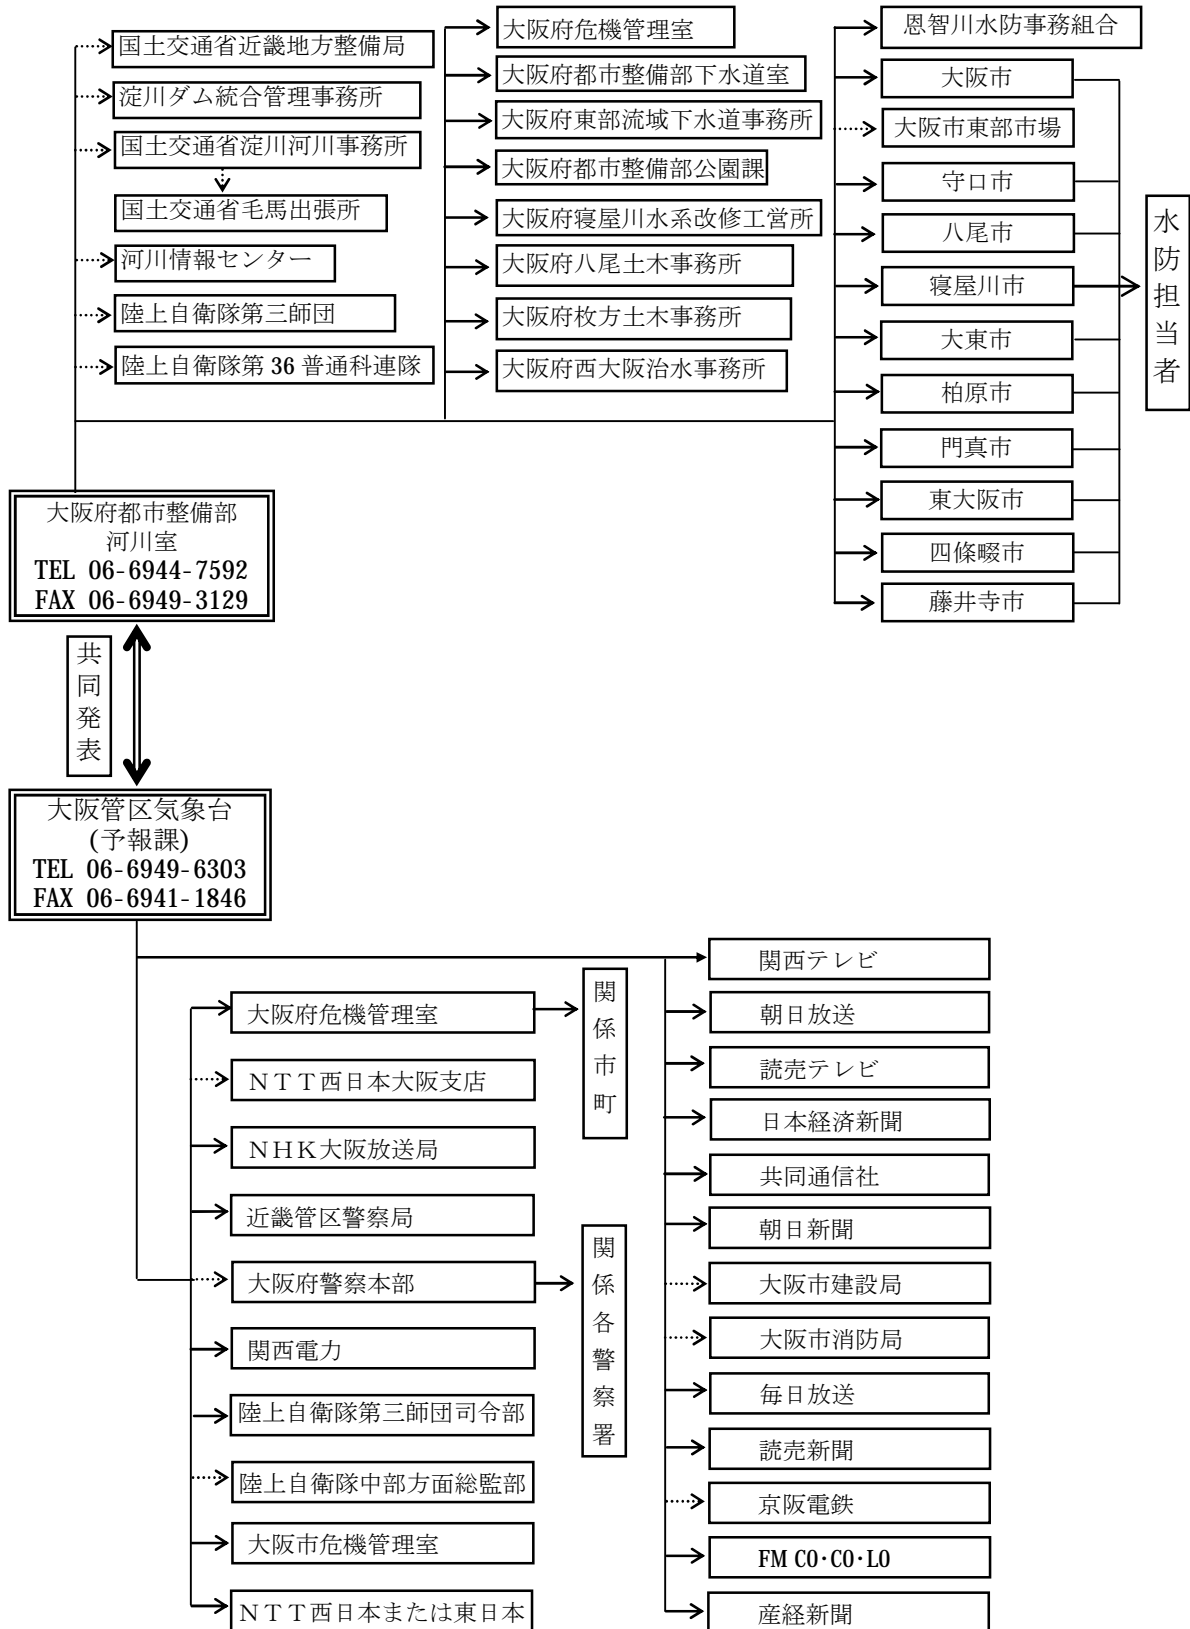 国土交通省近畿地方整備局
淀川ダム統合管理事務所
国土交通省淀川河川事務所
国土交通省毛馬出張所
河川情報センター
陸上自衛隊第三師団
陸上自衛隊第 36 普通科連隊
大阪府危機管理室
大阪府都市整備部下水道室
大阪府東部流域下水道事務所
大阪府都市整備部公園課
大阪府寝屋川水系改修工営所
大阪府八尾土木事務所
大阪府枚方土木事務所
大阪府西大阪治水事務所
恩智川水防事務組合
大阪市
大阪市東部市場
守口市
八尾市
寝屋川市
大東市
柏原市
門真市
東大阪市
四條畷市
藤井寺市
水防担当者
大阪府都市整備部
河川室
TEL 06-6944-7592
FAX 06-6949-3129
共同発表
大阪管区気象台
(予報課)
TEL 06-6949-6303
FAX 06-6941-1846
大阪府危機管理室
ＮＴＴ西日本大阪支店
ＮＨＫ大阪放送局
近畿管区警察局
大阪府警察本部
関西電力
陸上自衛隊第三師団司令部
陸上自衛隊中部方面総監部
大阪市危機管理室
ＮＴＴ西日本または東日本
関係市町
関係各警察署
関西テレビ
朝日放送
読売テレビ
日本経済新聞
共同通信社
朝日新聞
大阪市建設局
大阪市消防局
毎日放送
読売新聞
京阪電鉄
FM CO･CO･LO
産経新聞